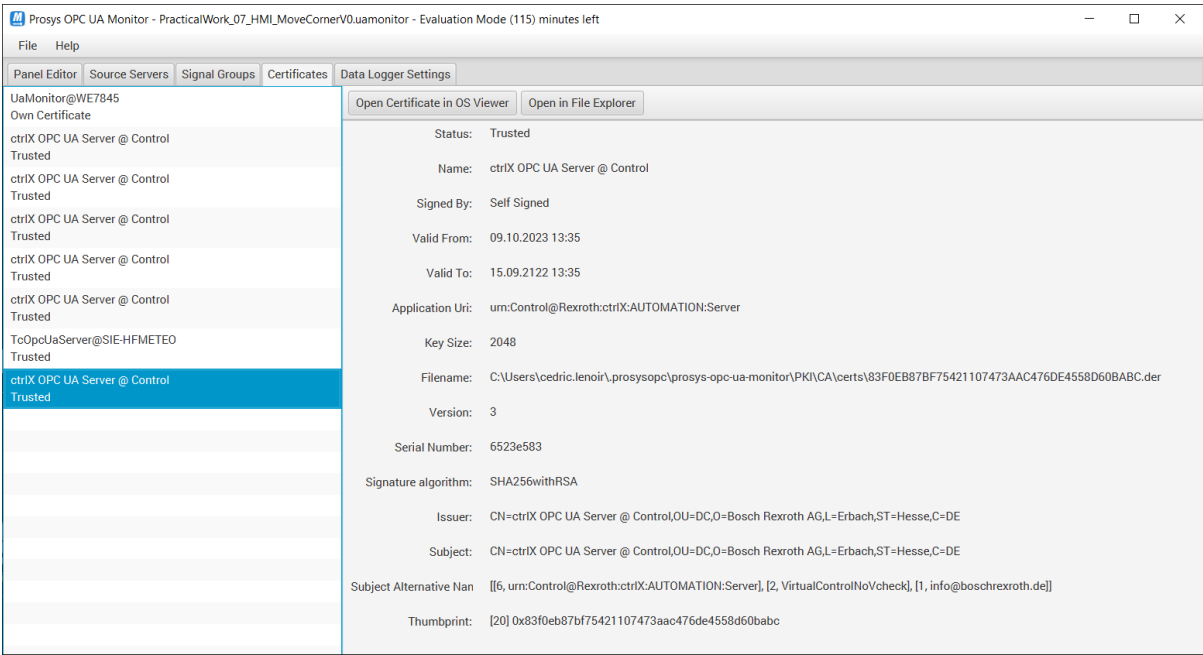 Prosys OPC UA Monitor - PracticalWork_07_HMI_MoveCornerV0.uamonitor - Evaluation Mode (115) minutes left
File Help
Panel Editor Source Servers Signal Groups Certificates Data Logger Settings
UaMonitor@WE7845
Own Certificate
ctrlX OPC UA Server @ Control
Trusted
ctrlX OPC UA Server @ Control
Trusted
ctrlX OPC UA Server @ Control
Trusted
ctrlX OPC UA Server @ Control
Trusted
ctrlX OPC UA Server @ Control
Trusted
TcOpcUaServer@SIE-HFMETEO
Trusted
ctrlX OPC UA Server @ Control
Trusted
Open Certificate in OS Viewer Open in File Explorer
Status: Trusted
Name: ctrlX OPC UA Server @ Control
Signed By: Self Signed
Valid From: 09.10.2023 13:35
Valid To: 15.09.2122 13:35
Application Uri: urn:Control@Rexroth:ctrlX:AUTOMATION:Server
Key Size: 2048
Filename: C:\Users\cedric.lenoir\.prosysopc\prosys-opc-ua-monitor\PKI\CA\certs\83F0EB87BF75421107473AAC476DE4558D60BABC.der
Version: 3
Serial Number: 6523e583
Signature algorithm: SHA256withRSA
Issuer: CN=ctrlX OPC UA Server @ Control,OU=DC,O=Bosch Rexroth AG,L=Erbach,ST=Hesse,C=DE
Subject: CN=ctrlX OPC UA Server @ Control,OU=DC,O=Bosch Rexroth AG,L=Erbach,ST=Hesse,C=DE
Subject Alternative Nan [[6, urn:Control@Rexroth:ctrlX:AUTOMATION:Server], [2, VirtualControlNoVcheck], [1, info@boschrexroth.de]]
Thumbprint: [20] 0x83f0eb87bf75421107473aac476de4558d60babc